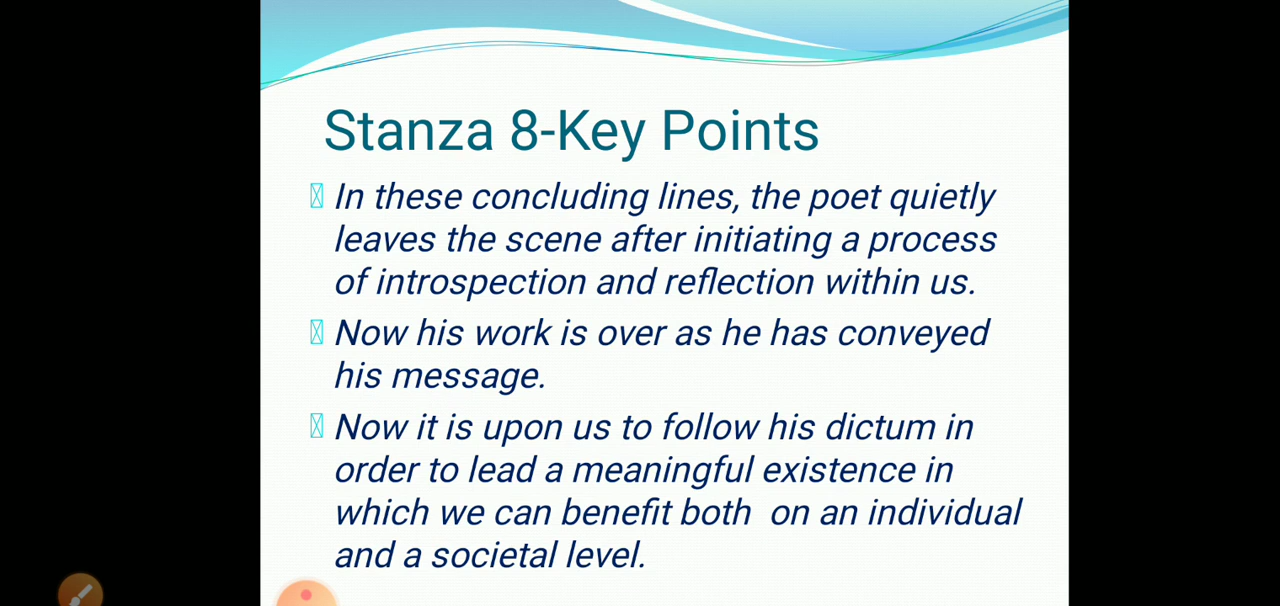 Stanza 8-Key Points
In these concluding lines, the poet quietly
leaves the scene after initiating a process
of introspection and reflection within us.
Now his work is over as he has conveyed
his message.
Now it is upon us to follow his dictum in
order to lead a meaningful existence in
which we can benefit both  on an individual
and a societal level.